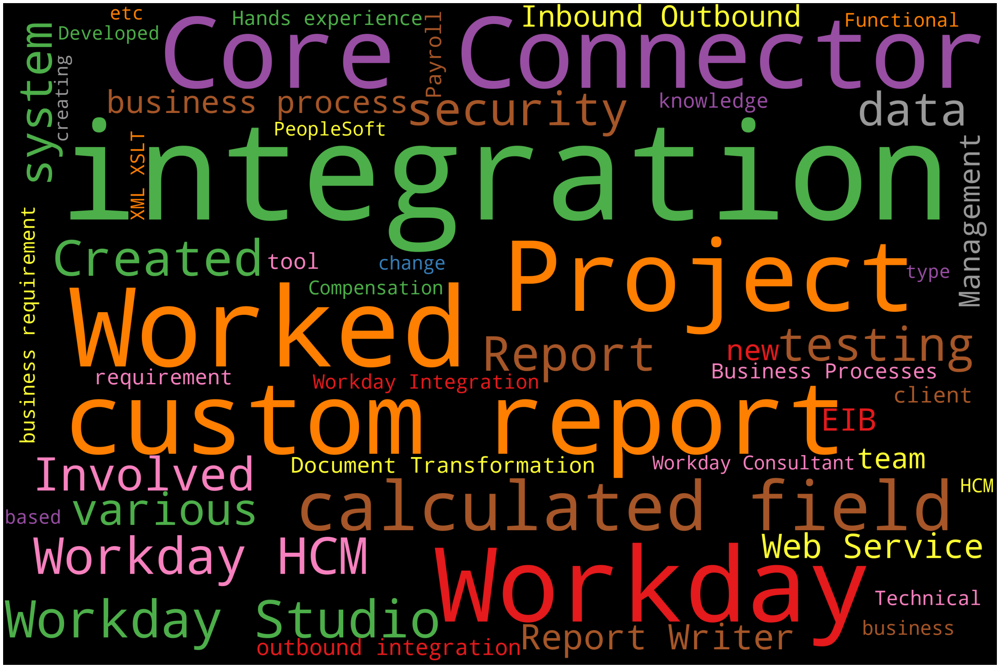 etc
Hands experience
Inbound Outbound
Functional
Developed
Core Connector
Payroll
system
creating
business process
security
knowledge
data
PeopleSoft
integration
XML XSLT
Management
business requirement
Created
tool
change
Project
type
Compensation
Worked
Report
new
testing
requirement
Workday Integration
Business Processes
custom report
client
EIB
Involved
Document Transformation
Workday Consultant
team
calculated field
HCM
various
based
Workday HCM
Web Service
Workday
Workday Studio
Technical
Report Writer
business
outbound integration